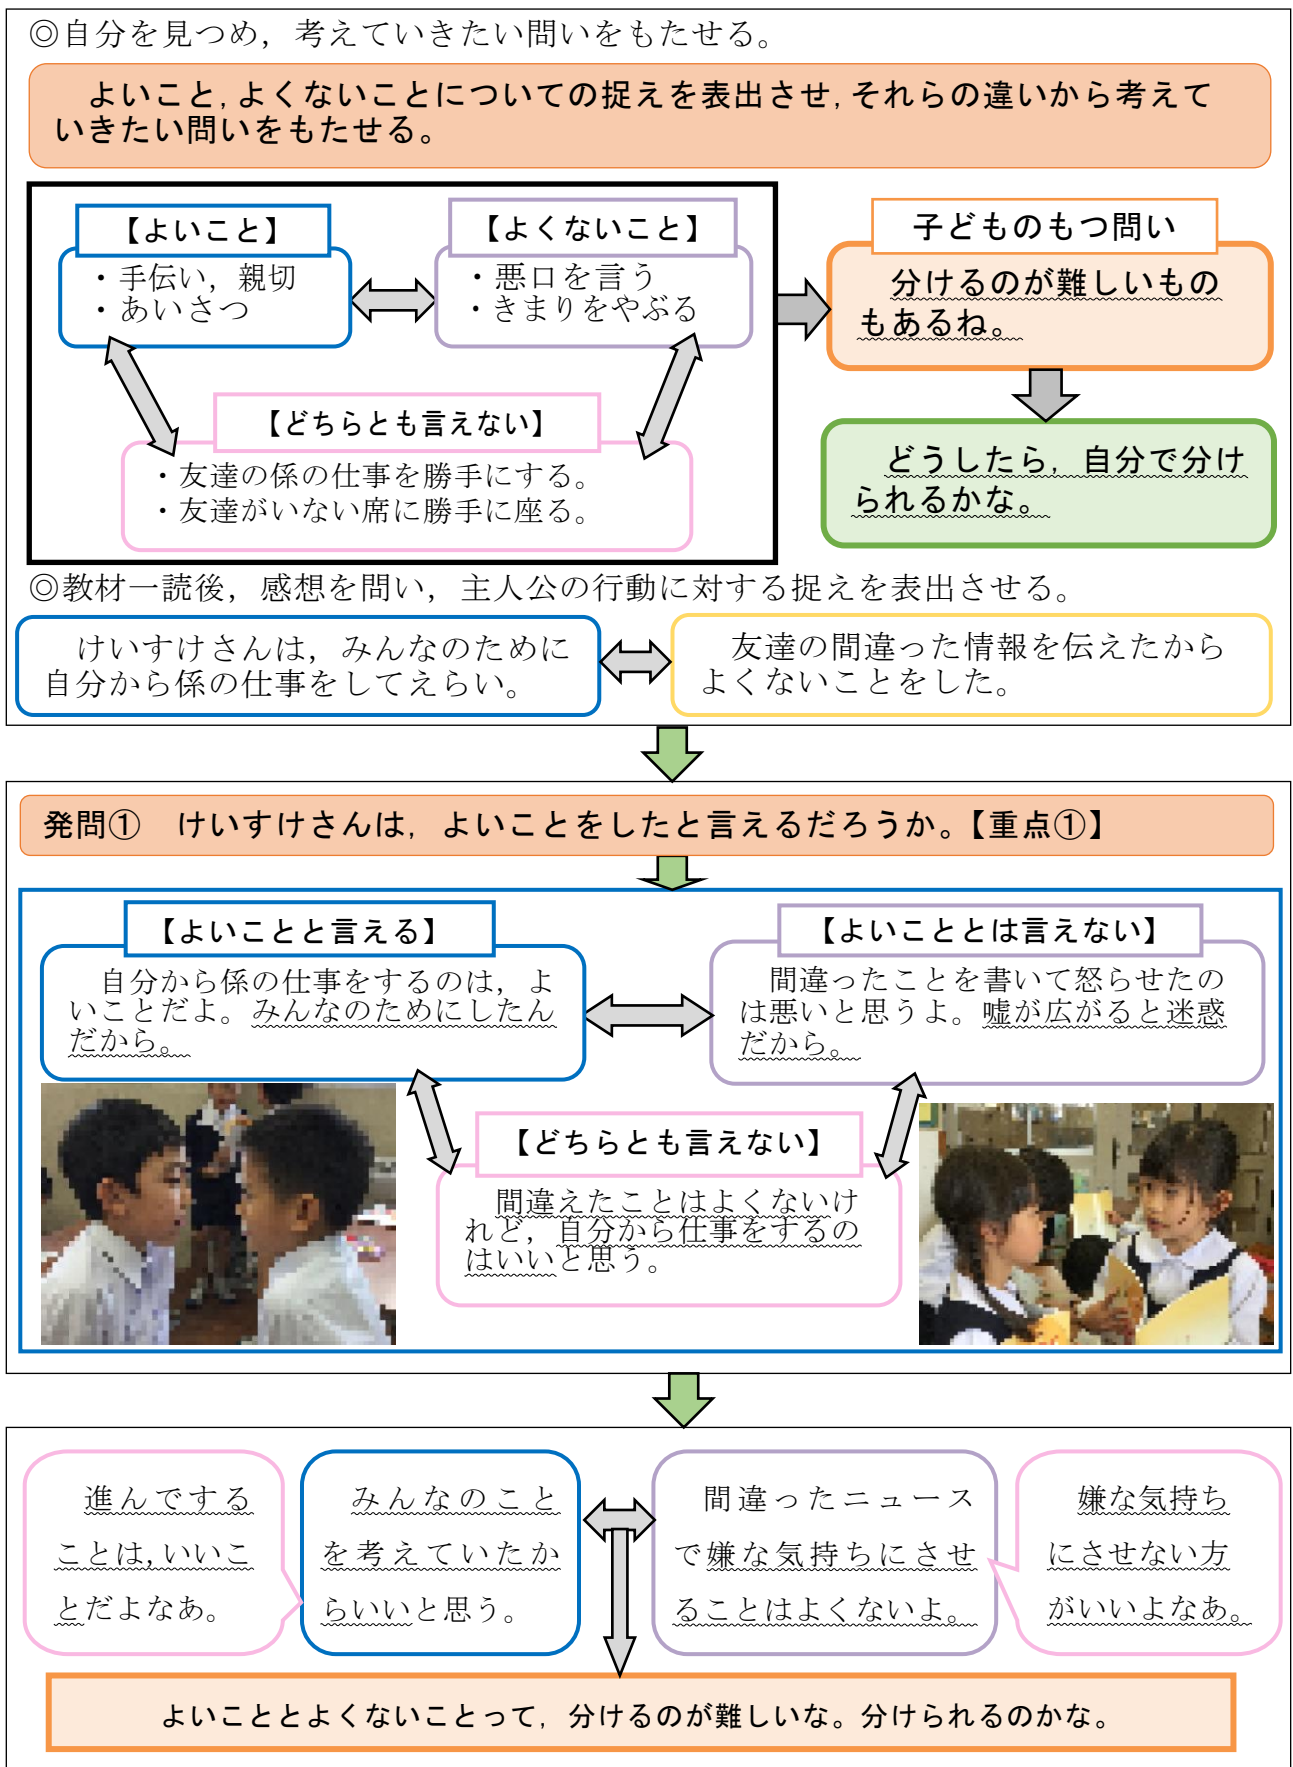 ◎自分を見つめ，考えていきたい問いをもたせる。
よいこと，よくないことについての捉えを表出させ，それらの違いから考えて
いきたい問いをもたせる。
【よいこと】
・手伝い，親切
・あいさつ
【よくないこと】
・悪口を言う
・きまりをやぶる
【どちらとも言えない】
・友達の係の仕事を勝手にする。
・友達がいない席に勝手に座る。
子どものもつ問い
分けるのが難しいもの
もあるね。
どうしたら，自分で分け
られるかな。
◎教材一読後，感想を問い，主人公の行動に対する捉えを表出させる。
けいすけさんは，みんなのために
自分から係の仕事をしてえらい。
友達の間違った情報を伝えたから
よくないことをした。
発問①　けいすけさんは，よいことをしたと言えるだろうか。【重点①】
【よいことと言える】
自分から係の仕事をするのは，よ
いことだよ。みんなのためにしたん
だから。
【よいこととは言えない】
間違ったことを書いて怒らせたの
は悪いと思うよ。嘘が広がると迷惑
だから。
【どちらとも言えない】
間違えたことはよくないけ
れど，自分から仕事をするの
はいいと思う。
進んでする
ことは，いいこ
とだよなあ。
みんなのこと
を考えていたか
らいいと思う。
間違ったニュース
で嫌な気持ちにさせ
ることはよくないよ。
嫌な気持ち
にさせない方
がいいよなあ。
よいこととよくないことって，分けるのが難しいな。分けられるのかな。